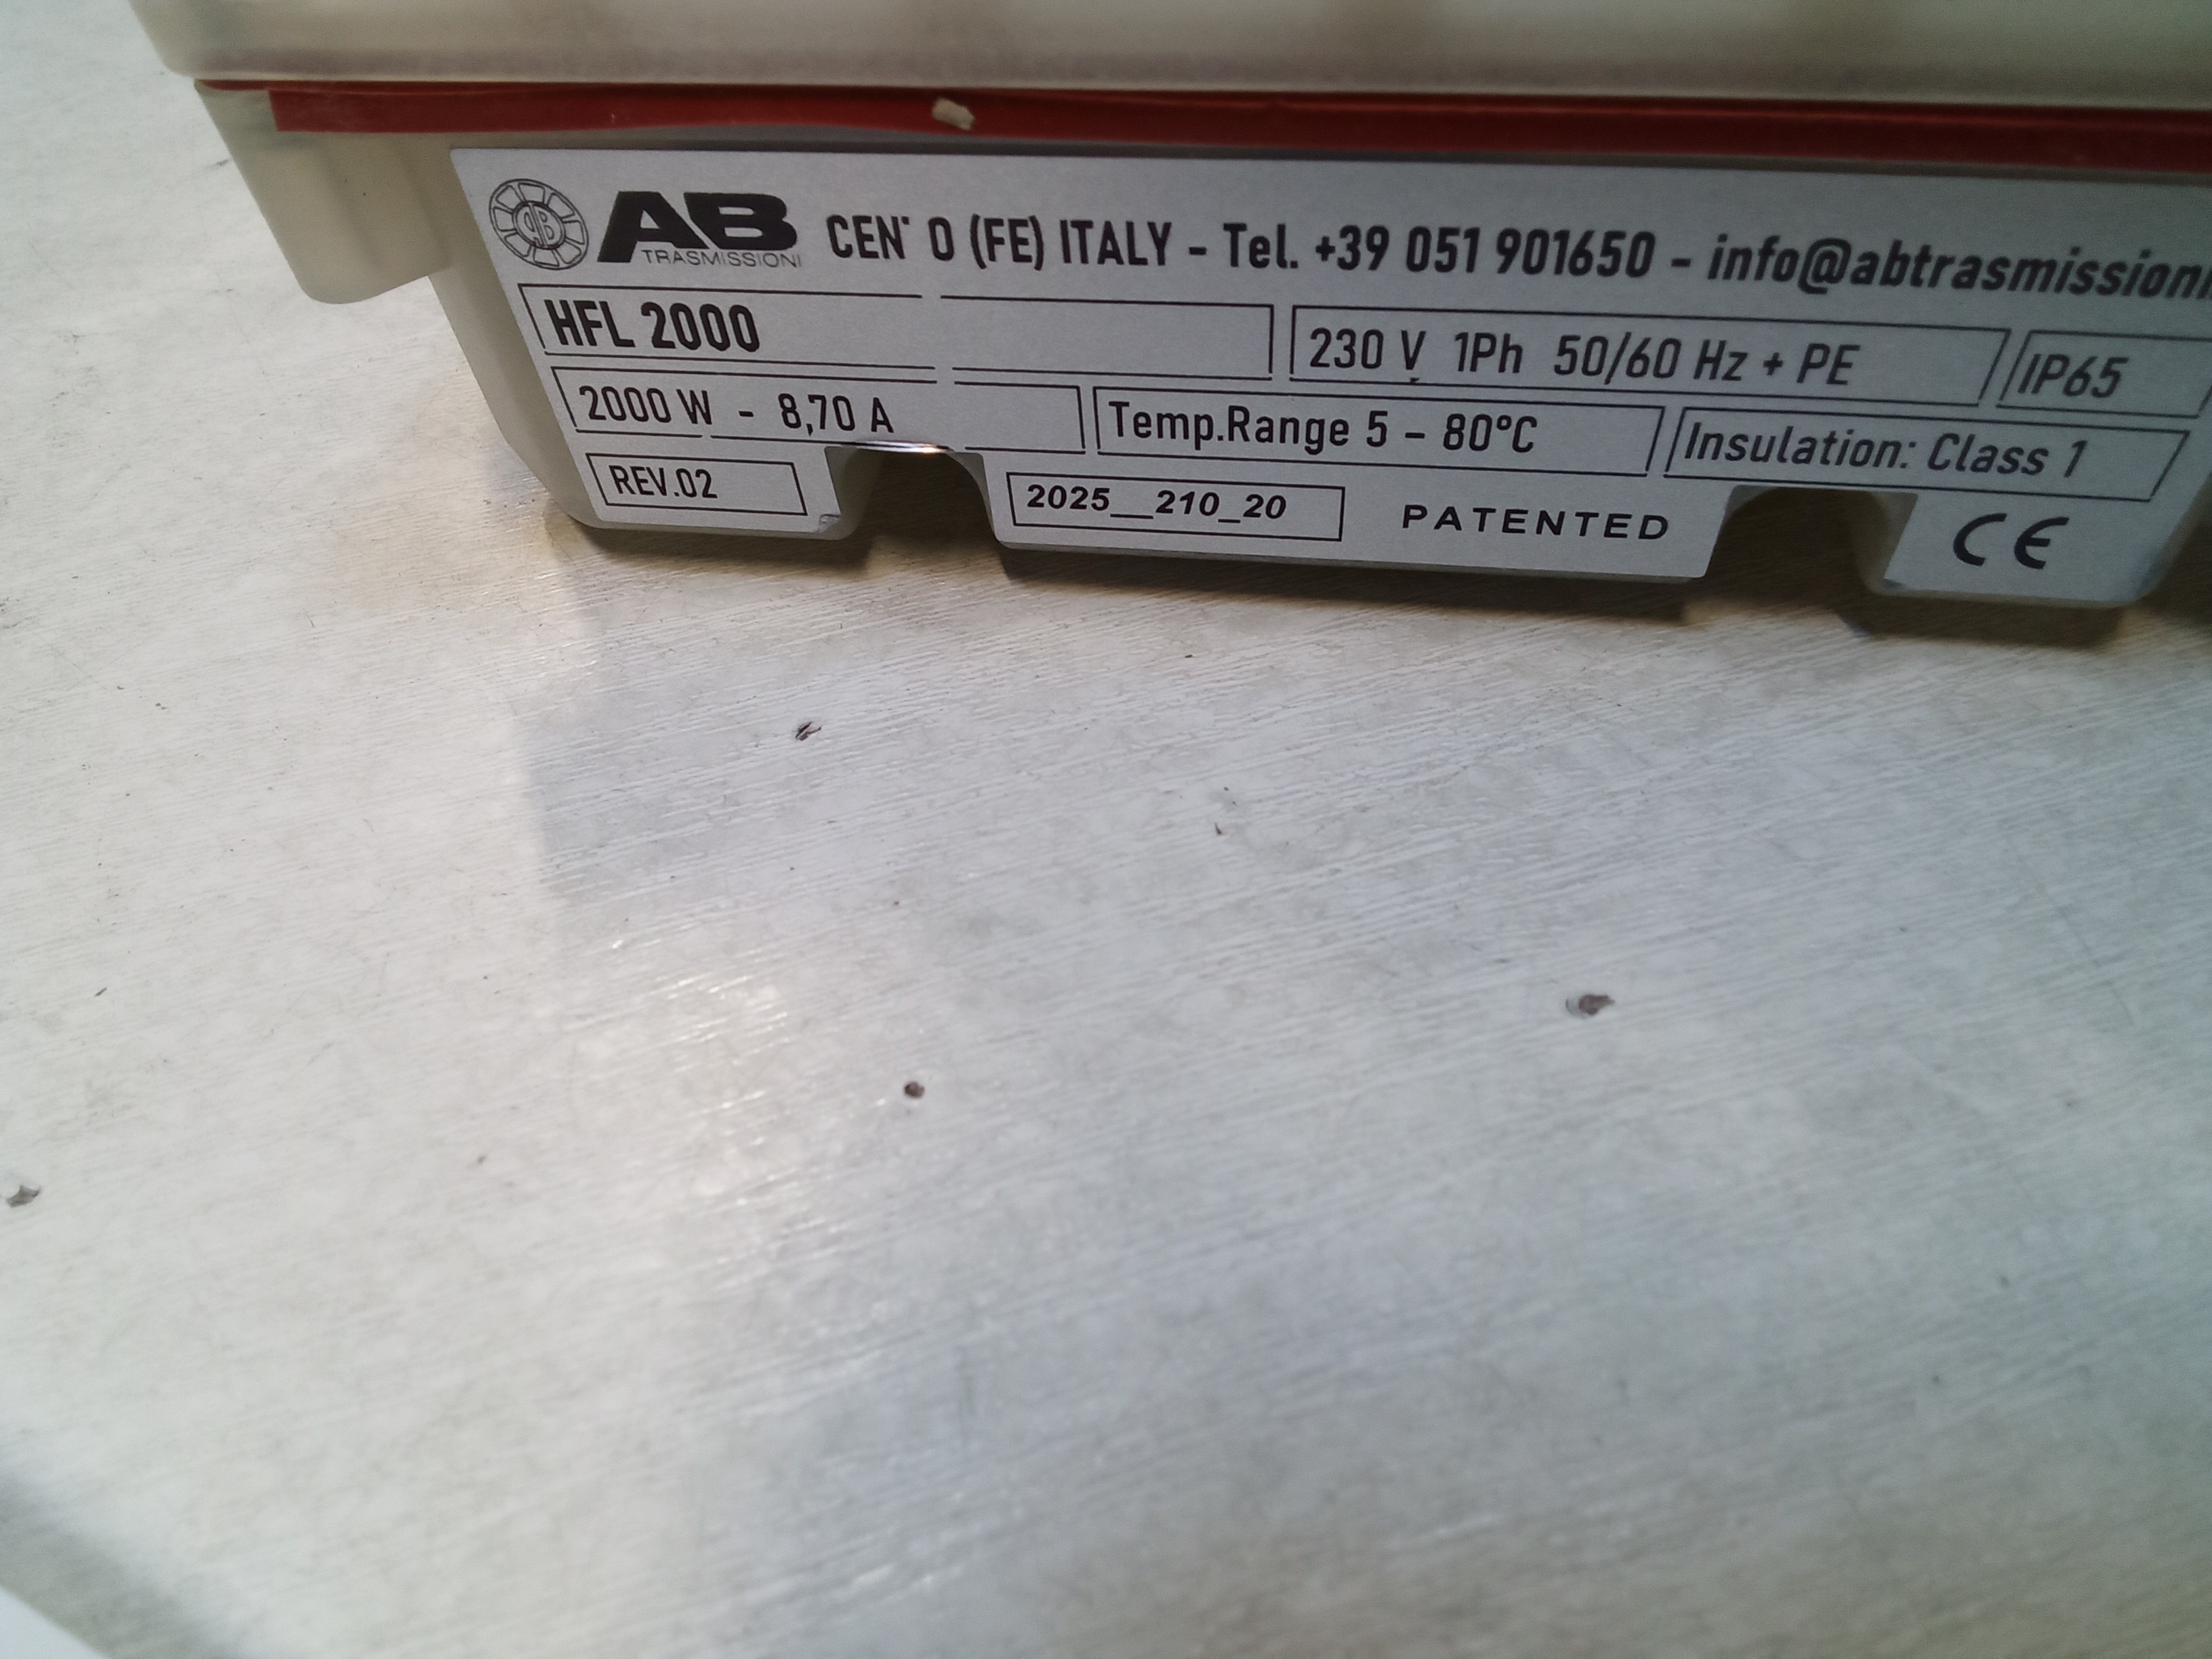 AB TRASMISSIONI CEN O (FE) ITALY - Tel. +39 051 901650 - info@abtrasmissioni
HFL 2000 230 V 1Ph 50/60 Hz + PE IP65
2000 W - 8,70 A Temp.Range 5 - 80°C Insulation: Class 1
REV.02 2025__210_20 PATENTED CE